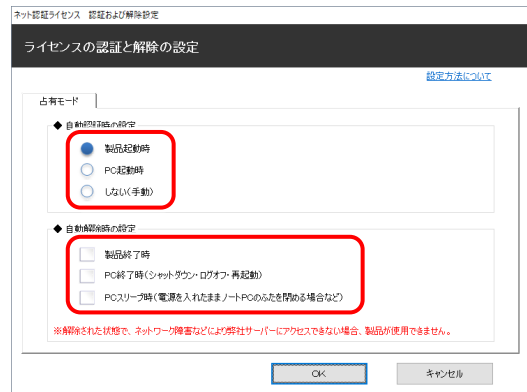 ネット認証ライセンス 認証および解除設定
ライセンスの認証と解除の設定
設定方法について
占有モード
◆ 自動認証時の設定
製品起動時
PC起動時
しない(手動)
◆ 自動解除時の設定
製品終了時
PC終了時(シャットダウン・ログオフ・再起動)
PCスリープ時(電源を入れたままノートPCのふたを閉める場合など)
※解除された状態で、ネットワーク障害などにより弊社サーバーにアクセスできない場合、製品が使用できません。
OK
キャンセル